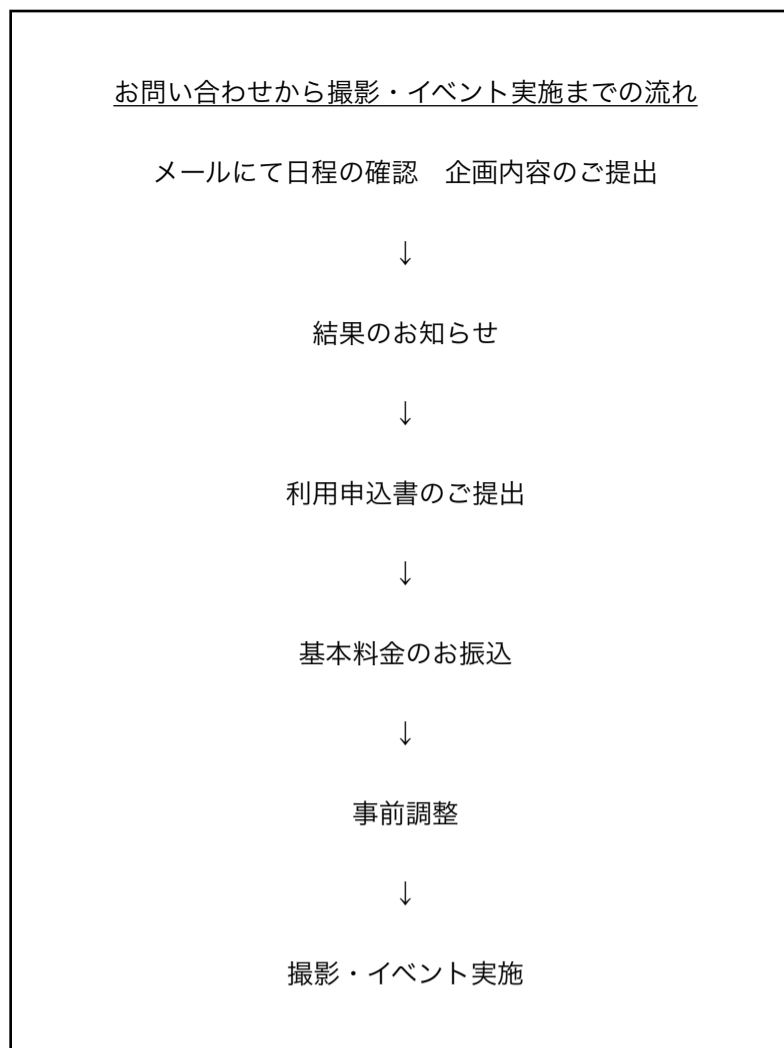 お問い合わせから撮影・イベント実施までの流れ
メールにて日程の確認　企画内容のご提出
↓
結果のお知らせ
↓
利用申込書のご提出
↓
基本料金のお振込
↓
事前調整
↓
撮影・イベント実施